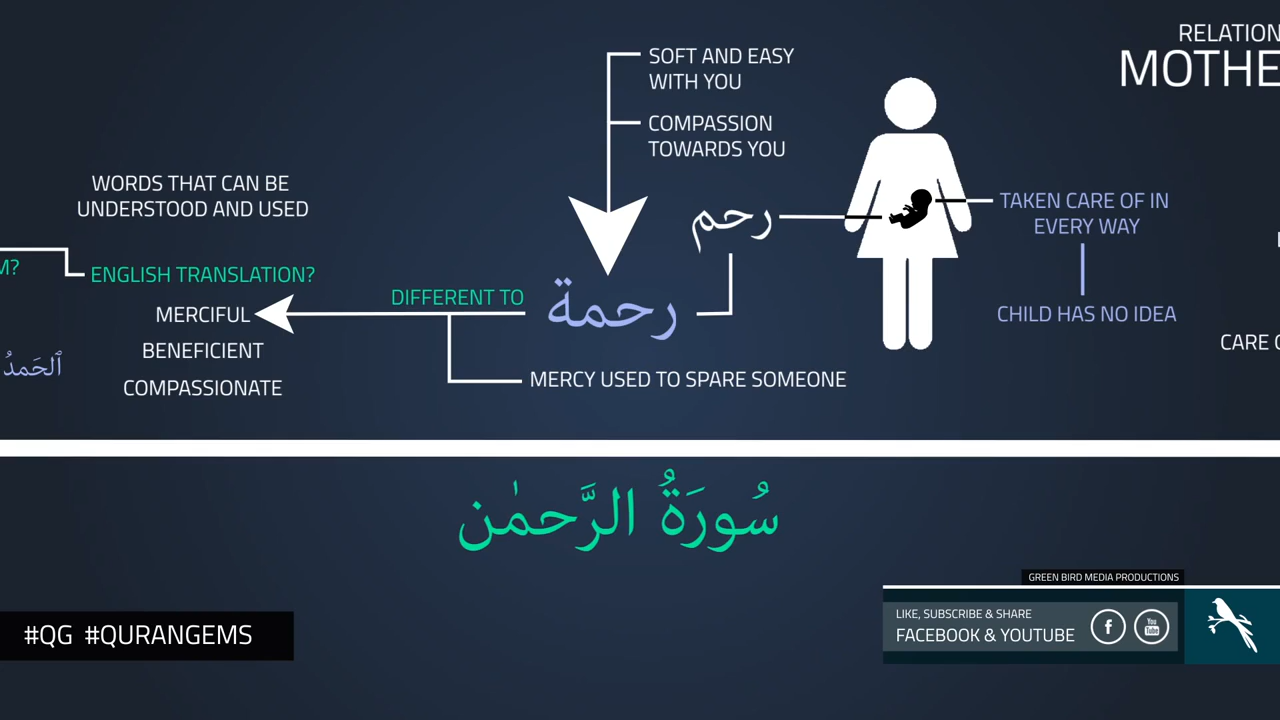 RELATION
MOTHE
SOFT AND EASY
WITH YOU
COMPASSION
TOWARDS YOU
WORDS THAT CAN BE
UNDERSTOOD AND USED
رحم
TAKEN CARE OF IN
EVERY WAY
M?
ENGLISH TRANSLATION?
DIFFERENT TO
رحمة
MERCIFUL
CHILD HAS NO IDEA
BENEFICIENT
CARE
ٱلحَمدُ
COMPASSIONATE
MERCY USED TO SPARE SOMEONE
سُورَةُ الرَّحمٰن
GREEN BIRD MEDIA PRODUCTIONS
LIKE, SUBSCRIBE & SHARE
FACEBOOK & YOUTUBE
f
You Tube
#QG #QURANGEMS